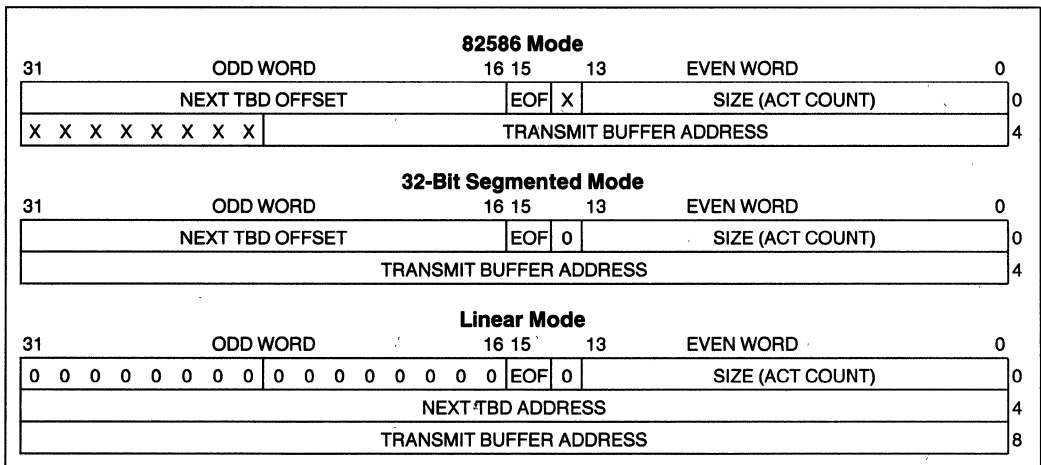 82586 Mode
31 ODD WORD 16 15 13 EVEN WORD 0
NEXT TBD OFFSET EOF X SIZE (ACT COUNT) 0
X X X X X X X X TRANSMIT BUFFER ADDRESS 4
32-Bit Segmented Mode
31 ODD WORD 16 15 13 EVEN WORD 0
NEXT TBD OFFSET EOF 0 SIZE (ACT COUNT) 0
TRANSMIT BUFFER ADDRESS 4
Linear Mode
31 ODD WORD 16 15 13 EVEN WORD 0
0 0 0 0 0 0 0 0 0 0 0 0 0 0 0 0 EOF 0 SIZE (ACT COUNT) 0
NEXT TBD ADDRESS 4
TRANSMIT BUFFER ADDRESS 8